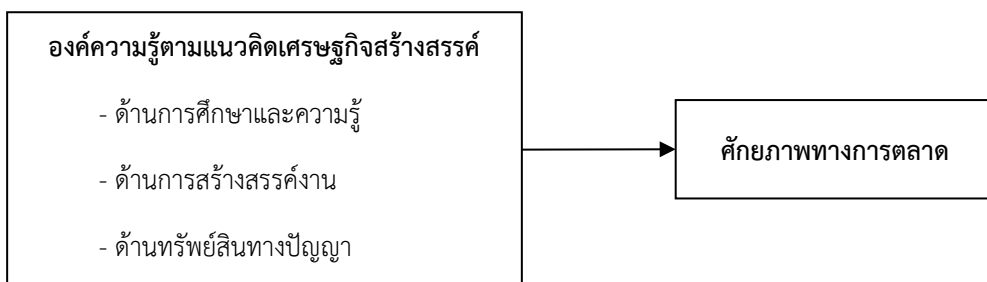 องค์ความรู้ตามแนวคิดเศรษฐกิจสร้างสรรค์
- ด้านการศึกษาและความรู้
- ด้านการสร้างสรรค์งาน
- ด้านทรัพย์สินทางปัญญา
ศักยภาพทางการตลาด